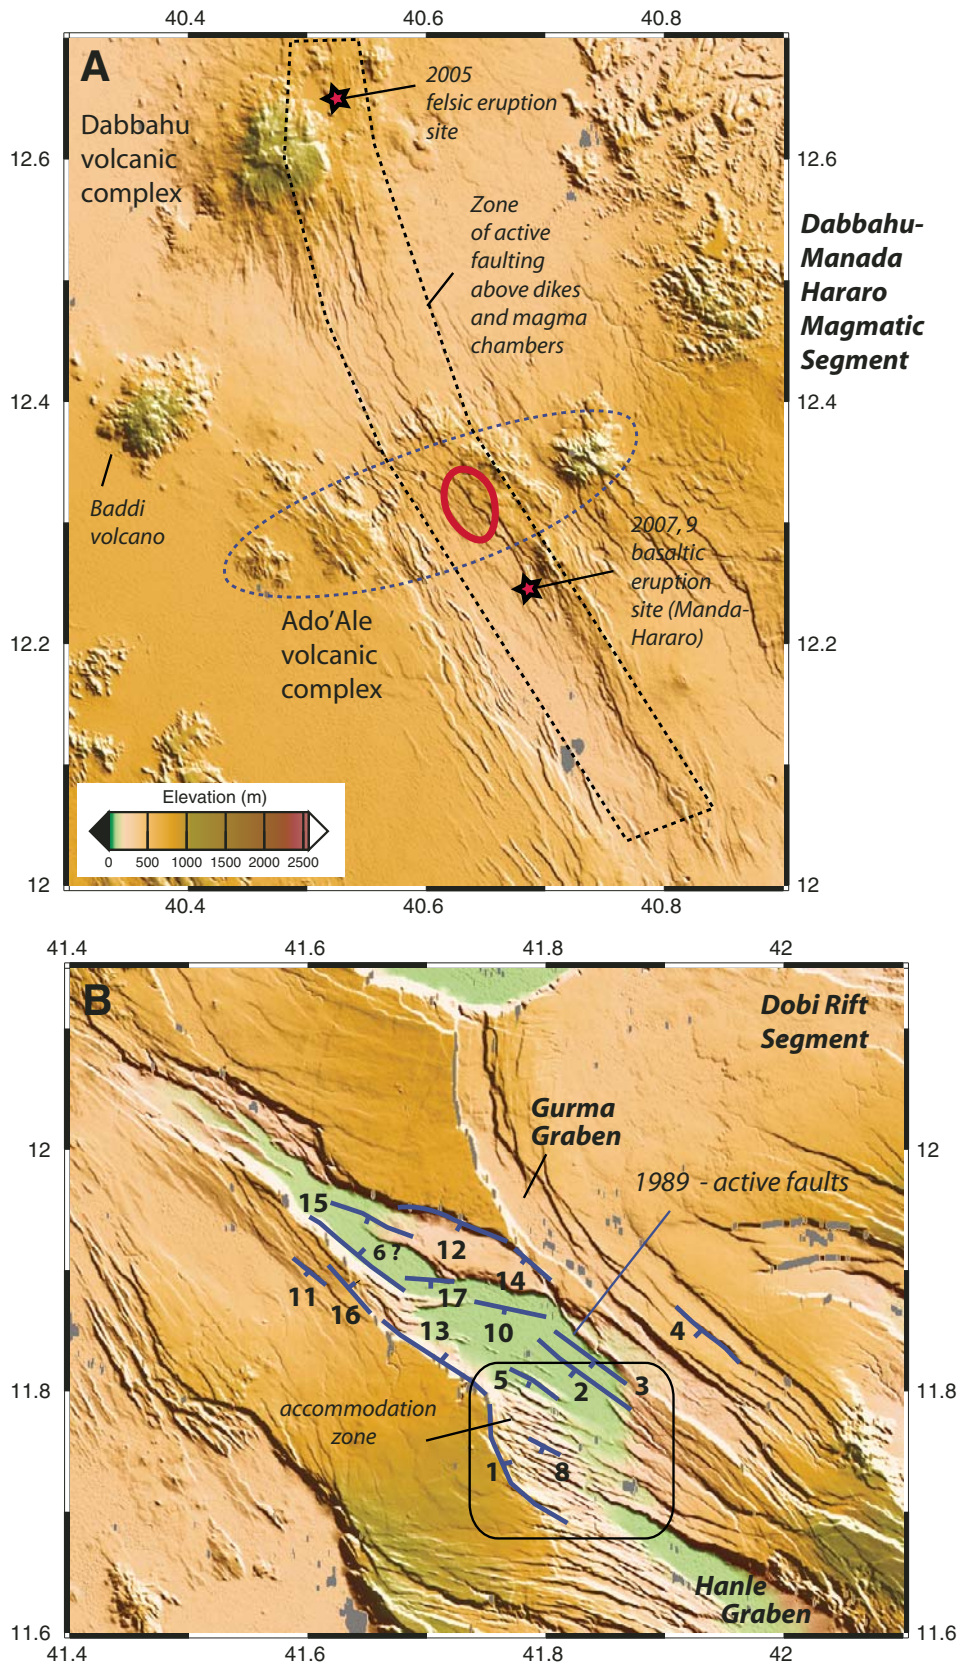 40.4 40.6 40.8
A
2005
felsic eruption
site
Dabbahu
volcanic
complex
12.6 12.6
Zone
of active
faulting
above dikes
and magma
chambers
Dabbahu-
Manada
Hararo
Magmatic
Segment
12.4 12.4
Baddi
volcano
2007, 9
basaltic
eruption
site (Manda-
Hararo)
Ado'Ale
volcanic
complex
12.2 12.2
Elevation (m)
0 500 1000 1500 2000 2500
12 12
40.4 40.6 40.8
41.4 41.6 41.8 42
B
Dobi Rift
Segment
Gurma
Graben
12 12
1989 - active faults
15
6 ?
12
14
11
16
17
13
10
4
5
2
3
11.8 11.8
accommodation
zone
1
8
Hanle
Graben
11.6 11.6
41.4 41.6 41.8 42